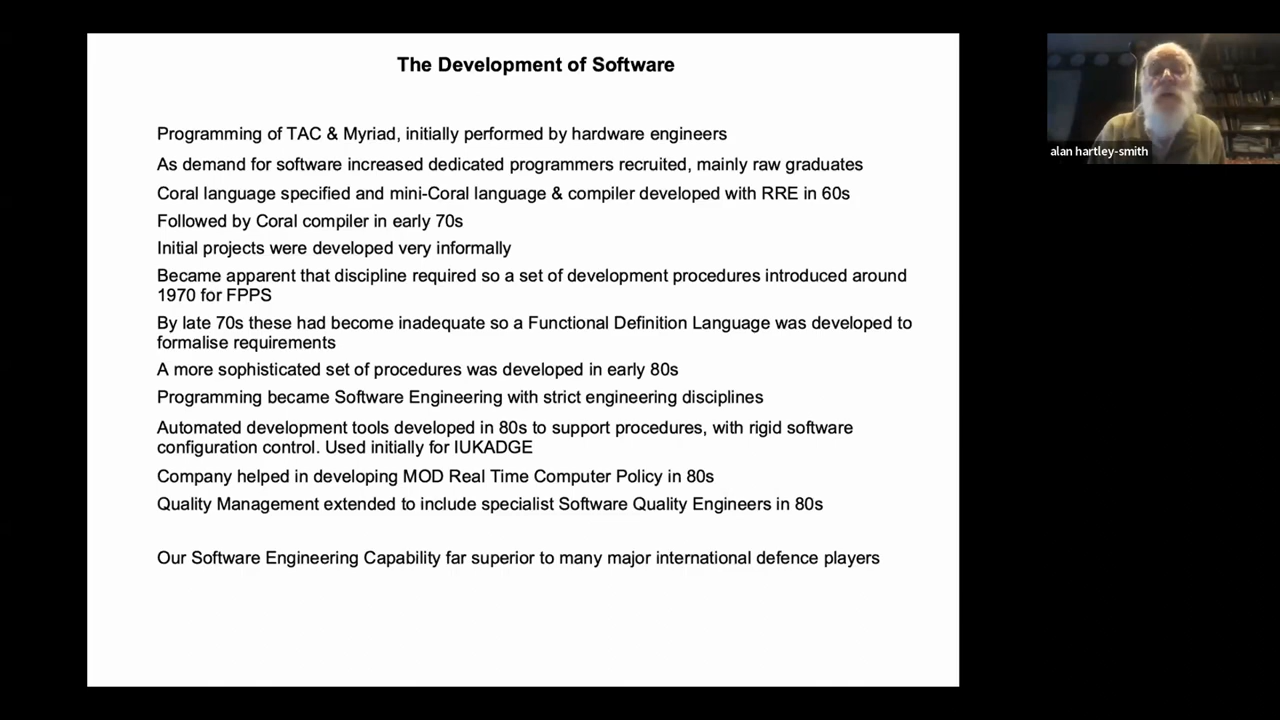 The Development of Software
Programming of TAC & Myriad, initially performed by hardware engineers
As demand for software increased dedicated programmers recruited, mainly raw graduates
Coral language specified and mini-Coral language & compiler developed with RRE in 60s
Followed by Coral compiler in early 70s
Initial projects were developed very informally
Became apparent that discipline required so a set of development procedures introduced around
1970 for FPPS
By late 70s these had become inadequate so a Functional Definition Language was developed to
formalise requirements
A more sophisticated set of procedures was developed in early 80s
Programming became Software Engineering with strict engineering disciplines
Automated development tools developed in 80s to support procedures, with rigid software
configuration control. Used initially for IUKADGE
Company helped in developing MOD Real Time Computer Policy in 80s
Quality Management extended to include specialist Software Quality Engineers in 80s
Our Software Engineering Capability far superior to many major international defence players
alan hartley-smith